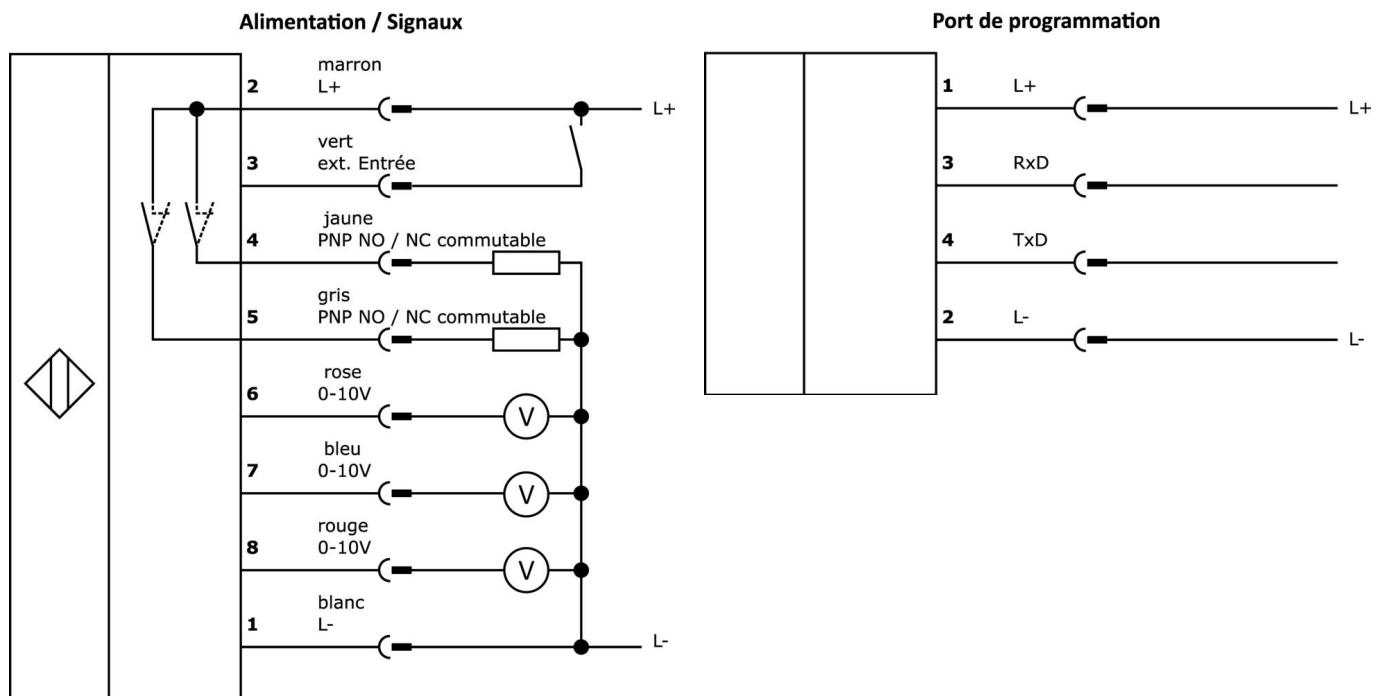 Alimentation / Signaux
2
marron
L+
L+
3
vert
ext. Entrée
4
jaune
PNP NO / NC commutable
5
gris
PNP NO / NC commutable
6
rose
0-10V
V
7
bleu
0-10V
V
8
rouge
0-10V
V
1
blanc
L-
L-
Port de programmation
1
L+
L+
3
RxD
4
TxD
2
L-
L-